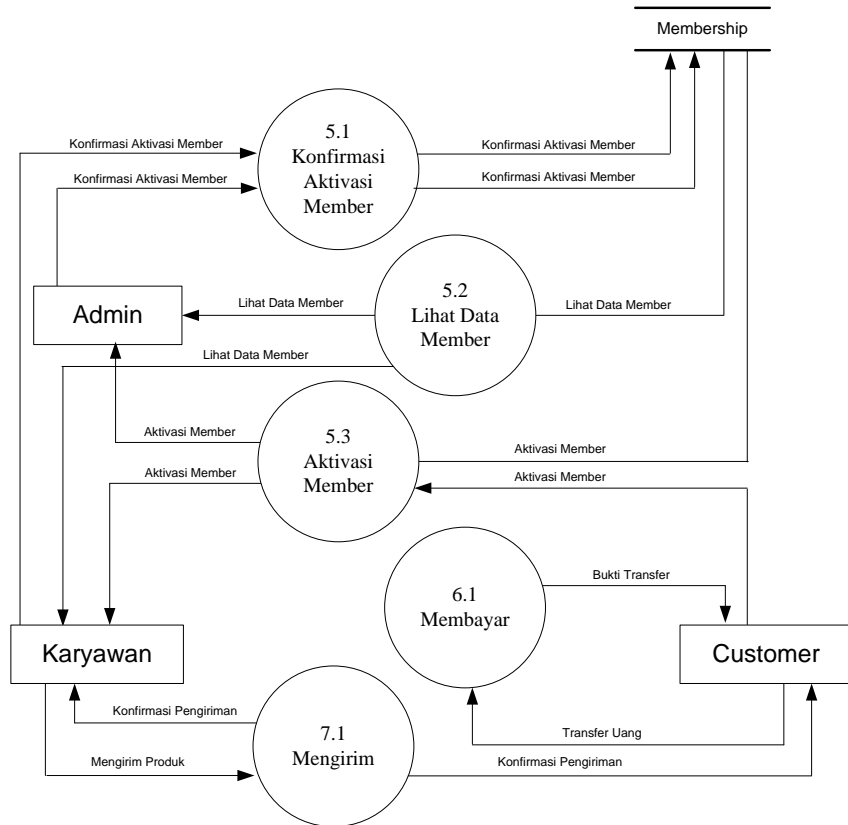 Membership
5.1
Konfirmasi
Aktivasi
Member
Konfirmasi Aktivasi Member
Konfirmasi Aktivasi Member
Konfirmasi Aktivasi Member
Konfirmasi Aktivasi Member
5.2
Lihat Data
Member
Admin
Lihat Data Member
Lihat Data Member
Lihat Data Member
5.3
Aktivasi
Member
Aktivasi Member
Aktivasi Member
Aktivasi Member
Aktivasi Member
6.1
Membayar
Bukti Transfer
Karyawan
Customer
7.1
Mengirim
Konfirmasi Pengiriman
Transfer Uang
Mengirim Produk
Konfirmasi Pengiriman